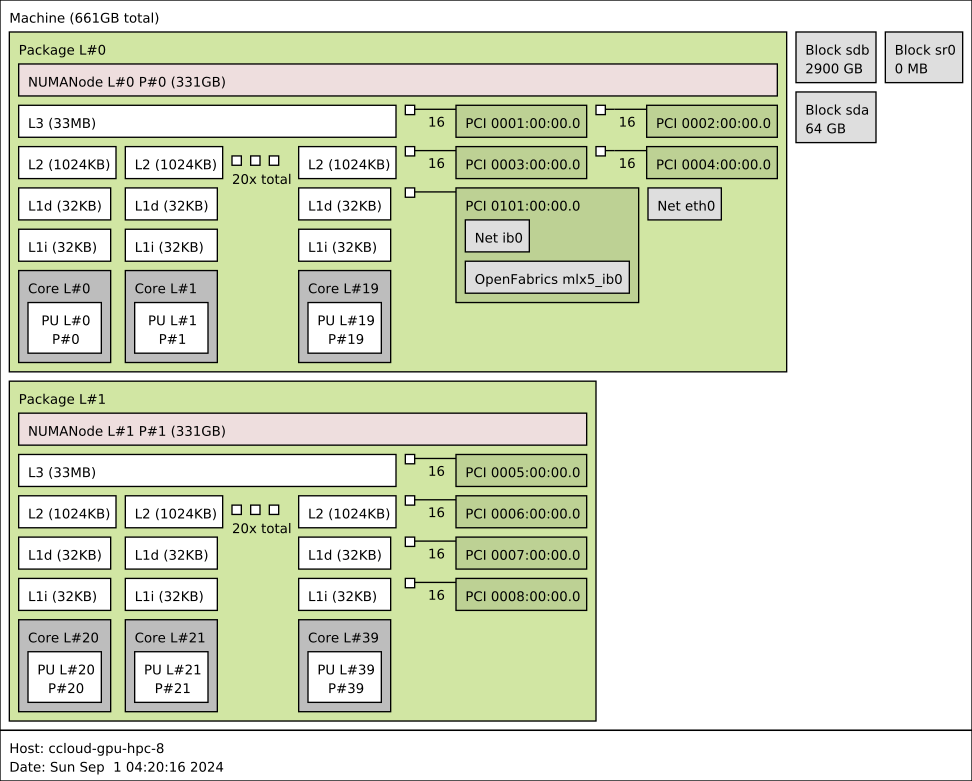 Machine (661GB total)
Package L#0
NUMANode L#0 P#0 (331GB)
L3 (33MB)
16
PCI 0001:00:00.0
16
PCI 0002:00:00.0
L2 (1024KB)
L2 (1024KB)
20x total
L2 (1024KB)
16
PCI 0003:00:00.0
16
PCI 0004:00:00.0
L1d (32KB)
L1d (32KB)
L1d (32KB)
PCI 0101:00:00.0
Net ib0
OpenFabrics mlx5_ib0
Net eth0
L1i (32KB)
L1i (32KB)
L1i (32KB)
Core L#0
PU L#0
P#0
Core L#1
PU L#1
P#1
Core L#19
PU L#19
P#19
Block sdb
2900 GB
Block sr0
0 MB
Block sda
64 GB
Package L#1
NUMANode L#1 P#1 (331GB)
L3 (33MB)
16
PCI 0005:00:00.0
L2 (1024KB)
L2 (1024KB)
20x total
L2 (1024KB)
16
PCI 0006:00:00.0
L1d (32KB)
L1d (32KB)
L1d (32KB)
16
PCI 0007:00:00.0
L1i (32KB)
L1i (32KB)
L1i (32KB)
16
PCI 0008:00:00.0
Core L#20
PU L#20
P#20
Core L#21
PU L#21
P#21
Core L#39
PU L#39
P#39
Host: ccloud-gpu-hpc-8
Date: Sun Sep  1 04:20:16 2024